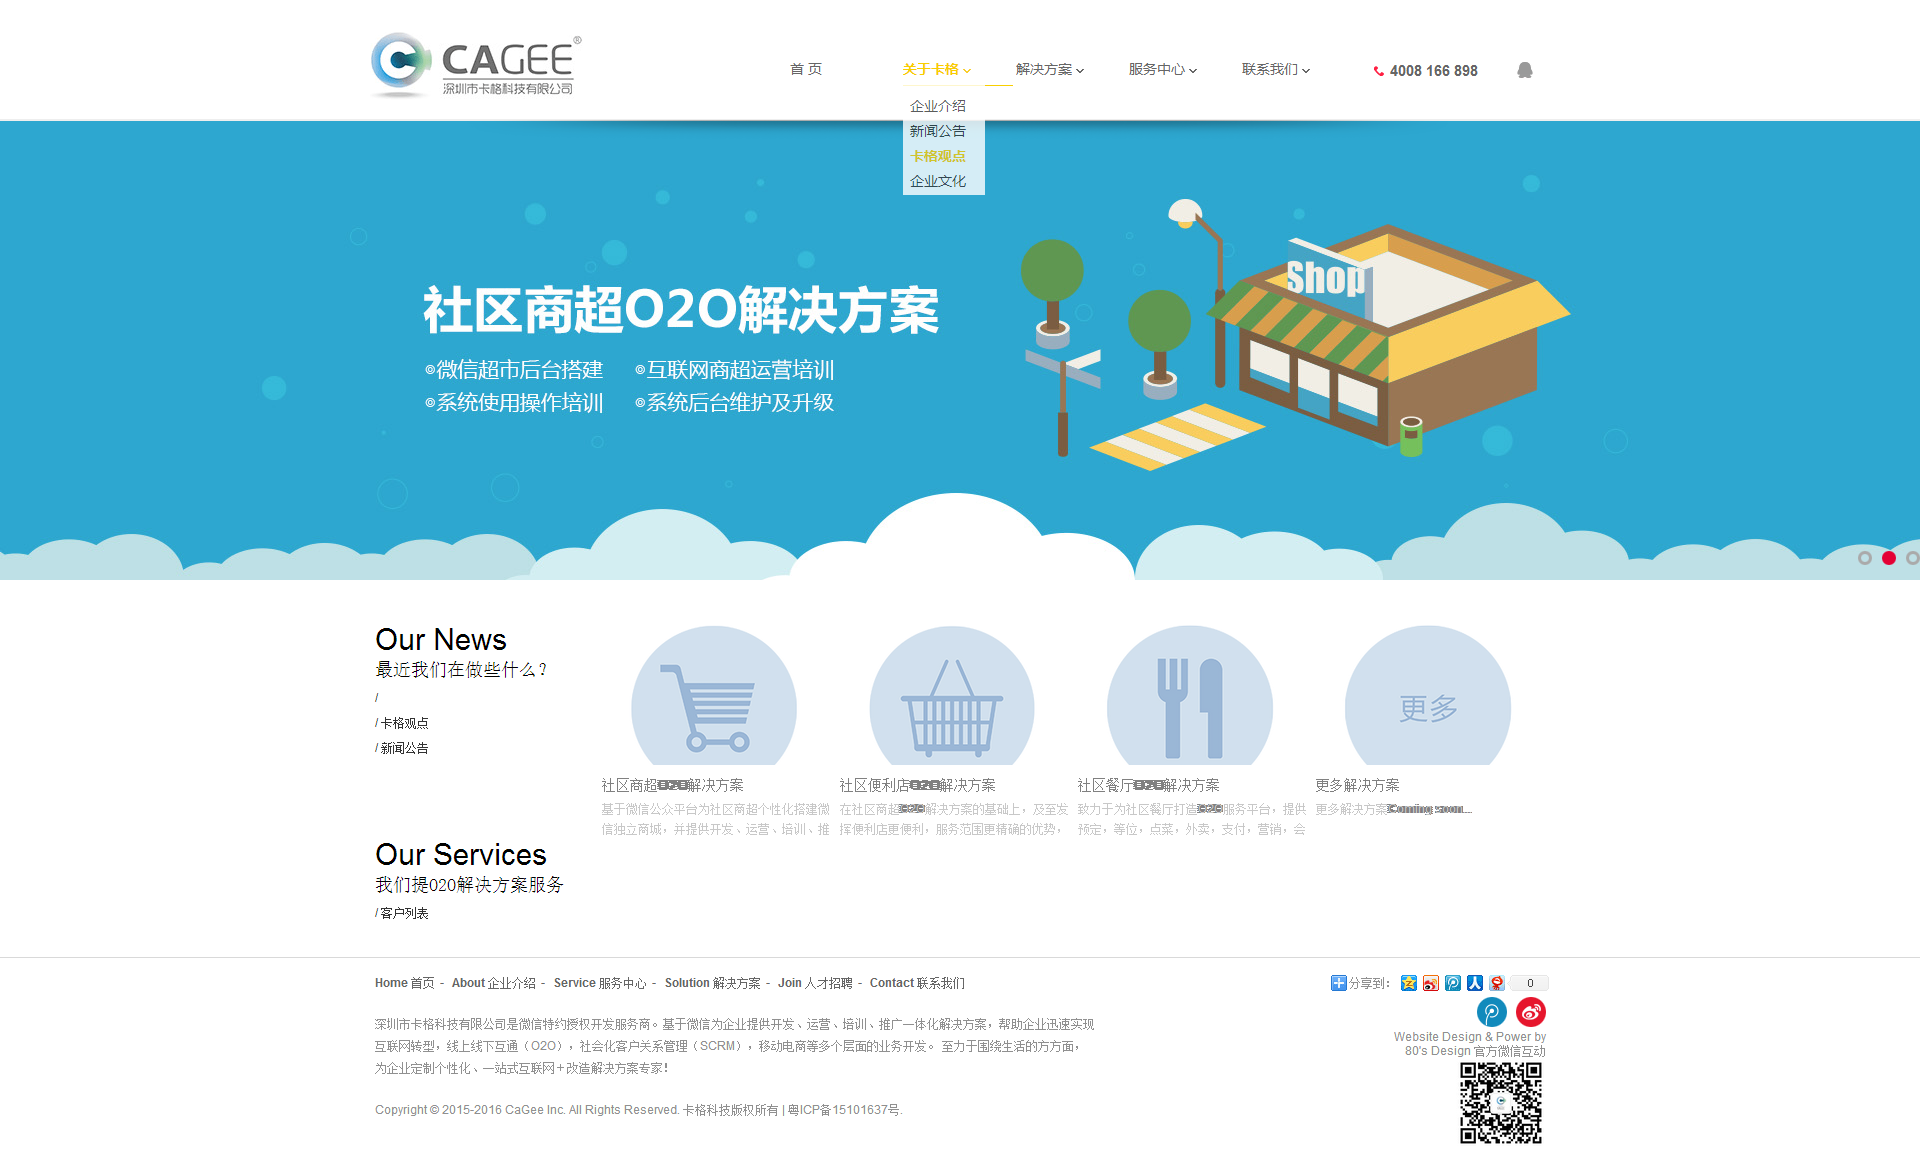 CAGEE®
深圳市卡格科技有限公司
首 页
关于卡格
解决方案
服务中心
联系我们
4008 166 898
企业介绍
新闻公告
卡格观点
企业文化
社区商超O2O解决方案
微信超市后台搭建
互联网商超运营培训
系统使用操作培训
系统后台维护及升级
Shop
Our News
最近我们在做些什么？
/
/ 卡格观点
/ 新闻公告
更多
社区商超O2O解决方案
基于微信公众平台为社区商超个性化搭建微
信独立商城，并提供开发、运营、培训、推
社区便利店O2O解决方案
在社区商超O2O解决方案的基础上，及至发
挥便利店更便利，服务范围更精确的优势，
社区餐厅O2O解决方案
致力于为社区餐厅打造O2O服务平台，提供
预定，等位，点菜，外卖，支付，营销，会
更多解决方案
更多解决方案Coming soon...
Our Services
我们提O2O解决方案服务
/ 客户列表
Home 首页 - About 企业介绍 - Service 服务中心 - Solution 解决方案 - Join 人才招聘 - Contact 联系我们
分享到：
0
深圳市卡格科技有限公司是微信特约授权开发服务商。基于微信为企业提供开发、运营、培训、推广一体化解决方案，帮助企业迅速实现
互联网转型，线上线下互通（O2O），社会化客户关系管理（SCRM），移动电商等多个层面的业务开发。 至力于围绕生活的方方面，
为企业定制个性化、一站式互联网＋改造解决方案专家！
Website Design & Power by
80's Design 官方微信互动
Copyright © 2015-2016 CaGee Inc. All Rights Reserved. 卡格科技版权所有 | 粤ICP备15101637号.